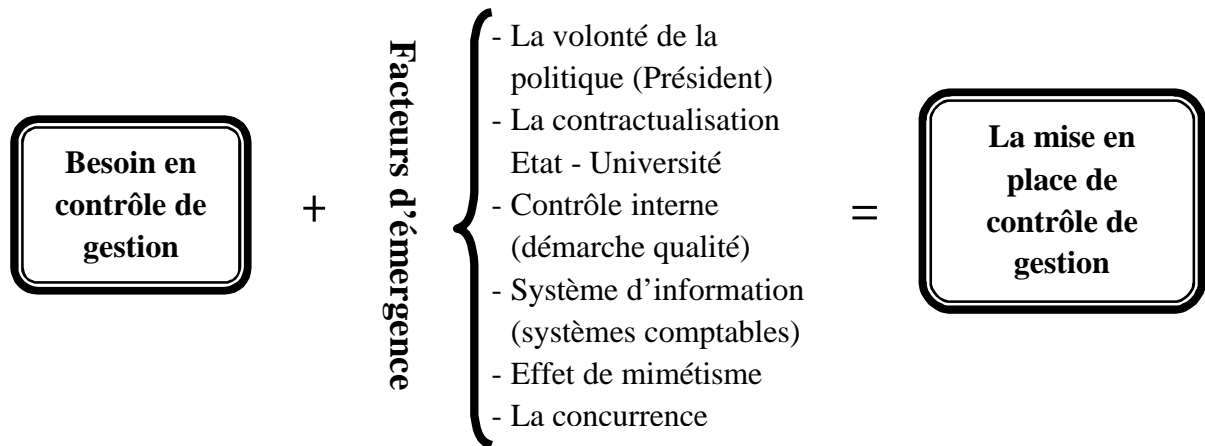 Besoin en
contrôle de
gestion
+
Facteurs d'émergence
- La volonté de la
politique (Président)
- La contractualisation
Etat - Université
- Contrôle interne
(démarche qualité)
- Système d'information
(systèmes comptables)
- Effet de mimétisme
- La concurrence
=
La mise en
place de
contrôle de
gestion